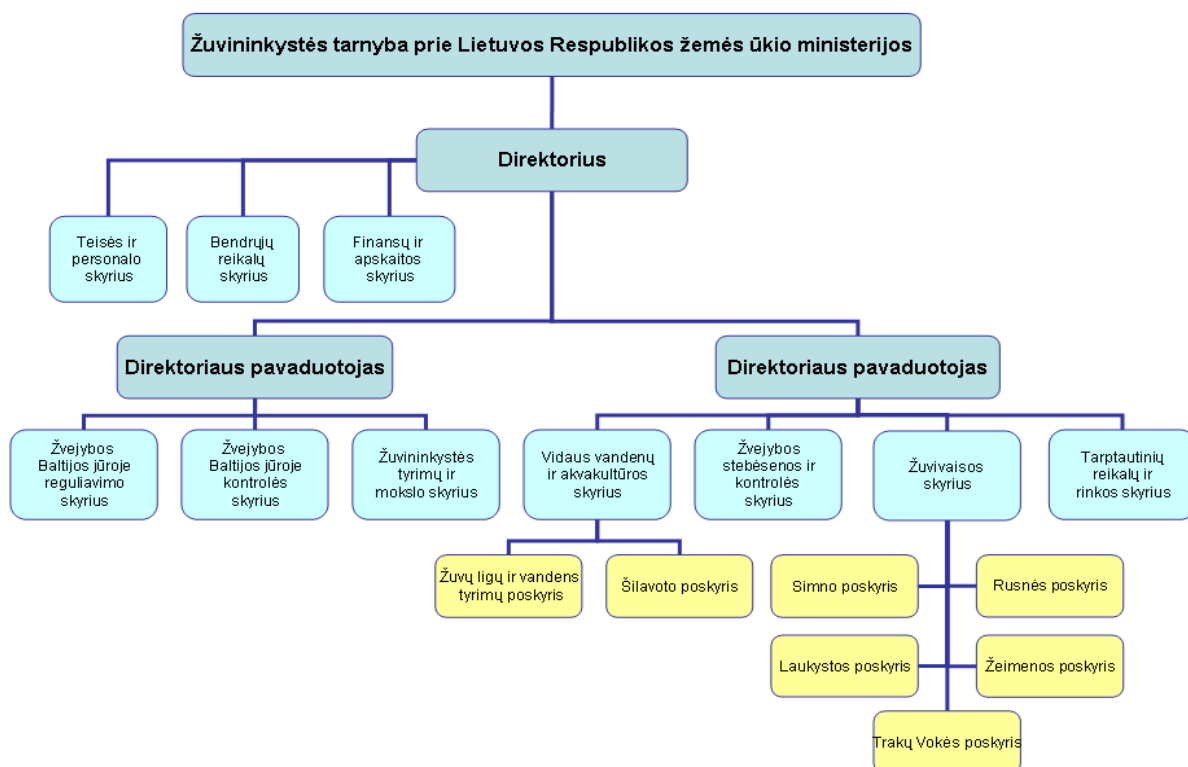 Žuvininkystės tarnyba prie Lietuvos Respublikos žemės ūkio ministerijos
Direktorius
Teisės ir
personalo
skyrius
Bendrųjų
reikalų
skyrius
Finansų ir
apskaitos
skyrius
Direktoriaus pavaduotojas
Direktoriaus pavaduotojas
Žvejybos
Baltijos jūroje
reguliavimo
skyrius
Žvejybos
Baltijos jūroje
kontrolės
skyrius
Žuvininkystės
tyrimų ir
mokslo skyrius
Vidaus vandenų
ir akvakultūros
skyrius
Žvejybos
stebėsenos ir
kontrolės
skyrius
Žuvivaisos
skyrius
Tarptautinių
reikalų ir
rinkos skyrius
Žuvų ligų ir vandens
tyrimų poskyris
Šilavoto poskyris
Simno poskyris
Rusnės poskyris
Laukystos poskyris
Žeimenos poskyris
Trakų Vokės poskyris